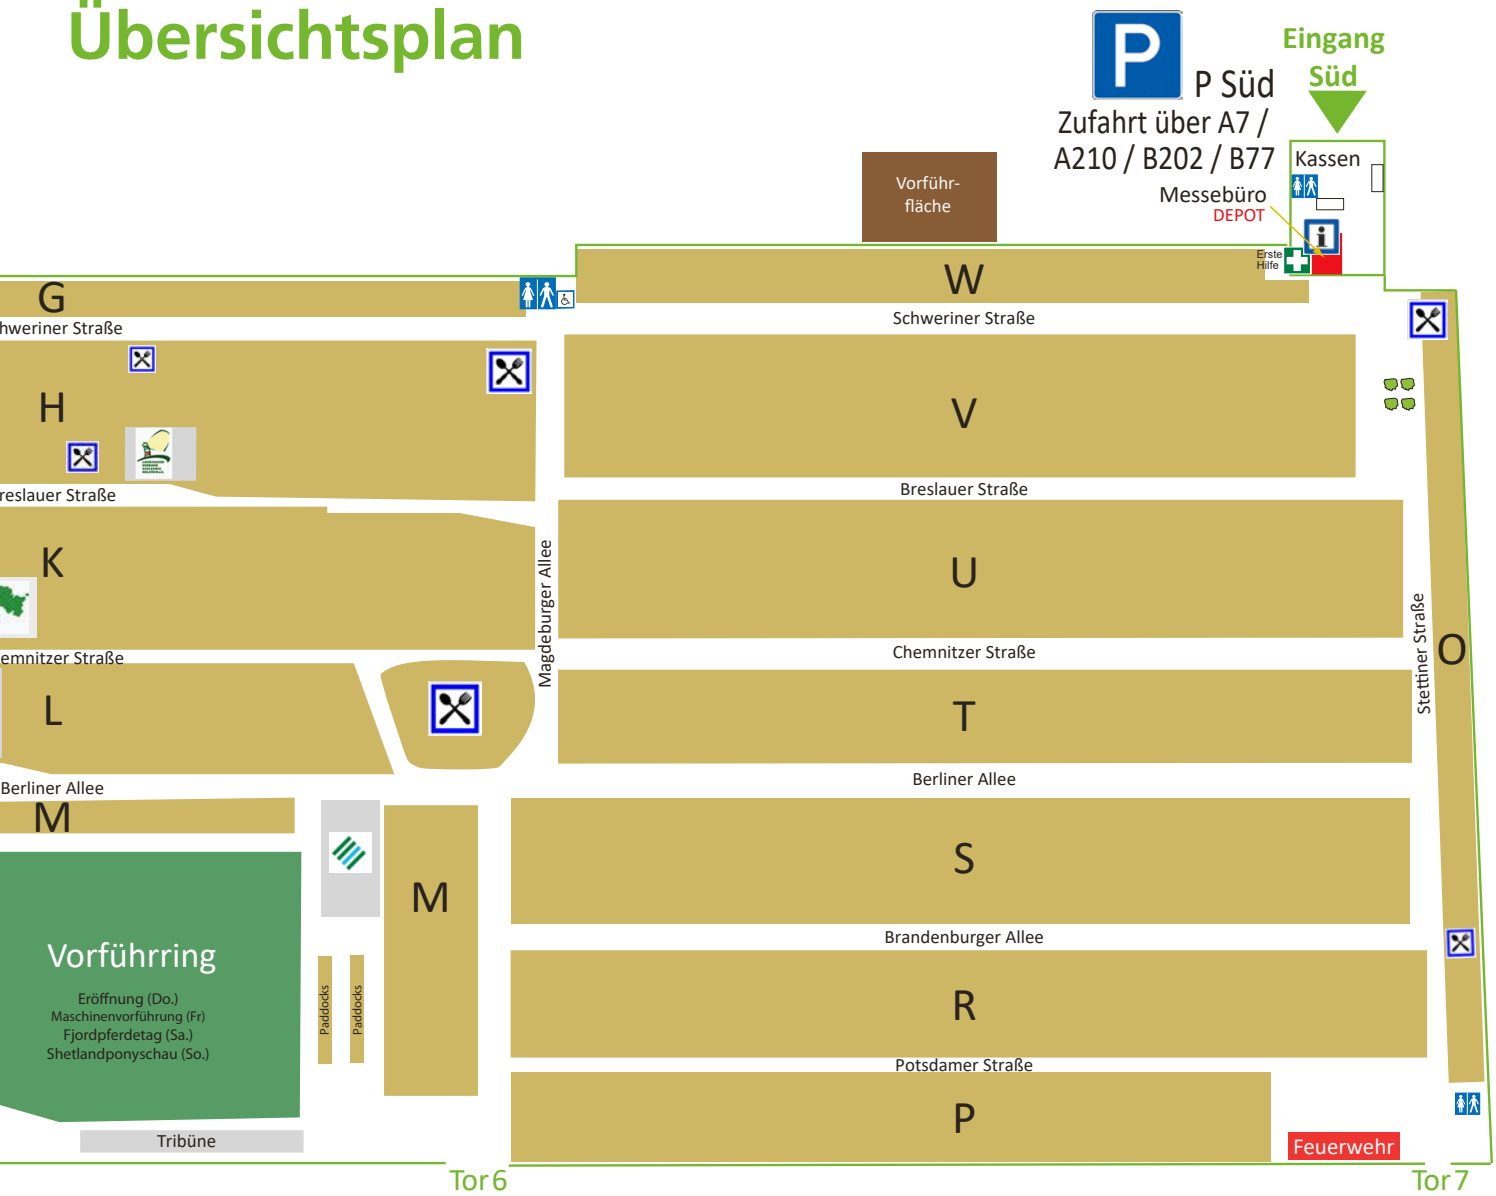 Übersichtsplan
P
P Süd
Zufahrt über A7 /
A210 / B202 / B77
Eingang
Süd
Kassen
Messebüro
DEPOT
i
Erste
Hilfe
Vorführ-
fläche
G
W
hweriner Straße
Schweriner Straße
H
V
reslauer Straße
Breslauer Straße
K
U
Magdeburger Allee
emnitzer Straße
Chemnitzer Straße
Stettiner Straße
O
L
T
Berliner Allee
Berliner Allee
M
M
S
Brandenburger Allee
Vorführring
Eröffnung (Do.)
Maschinenvorführung (Fr)
Fjordpferdetag (Sa.)
Shetlandponyschau (So.)
Paddocks
Paddocks
R
Potsdamer Straße
P
Tribüne
Feuerwehr
Tor 6
Tor 7